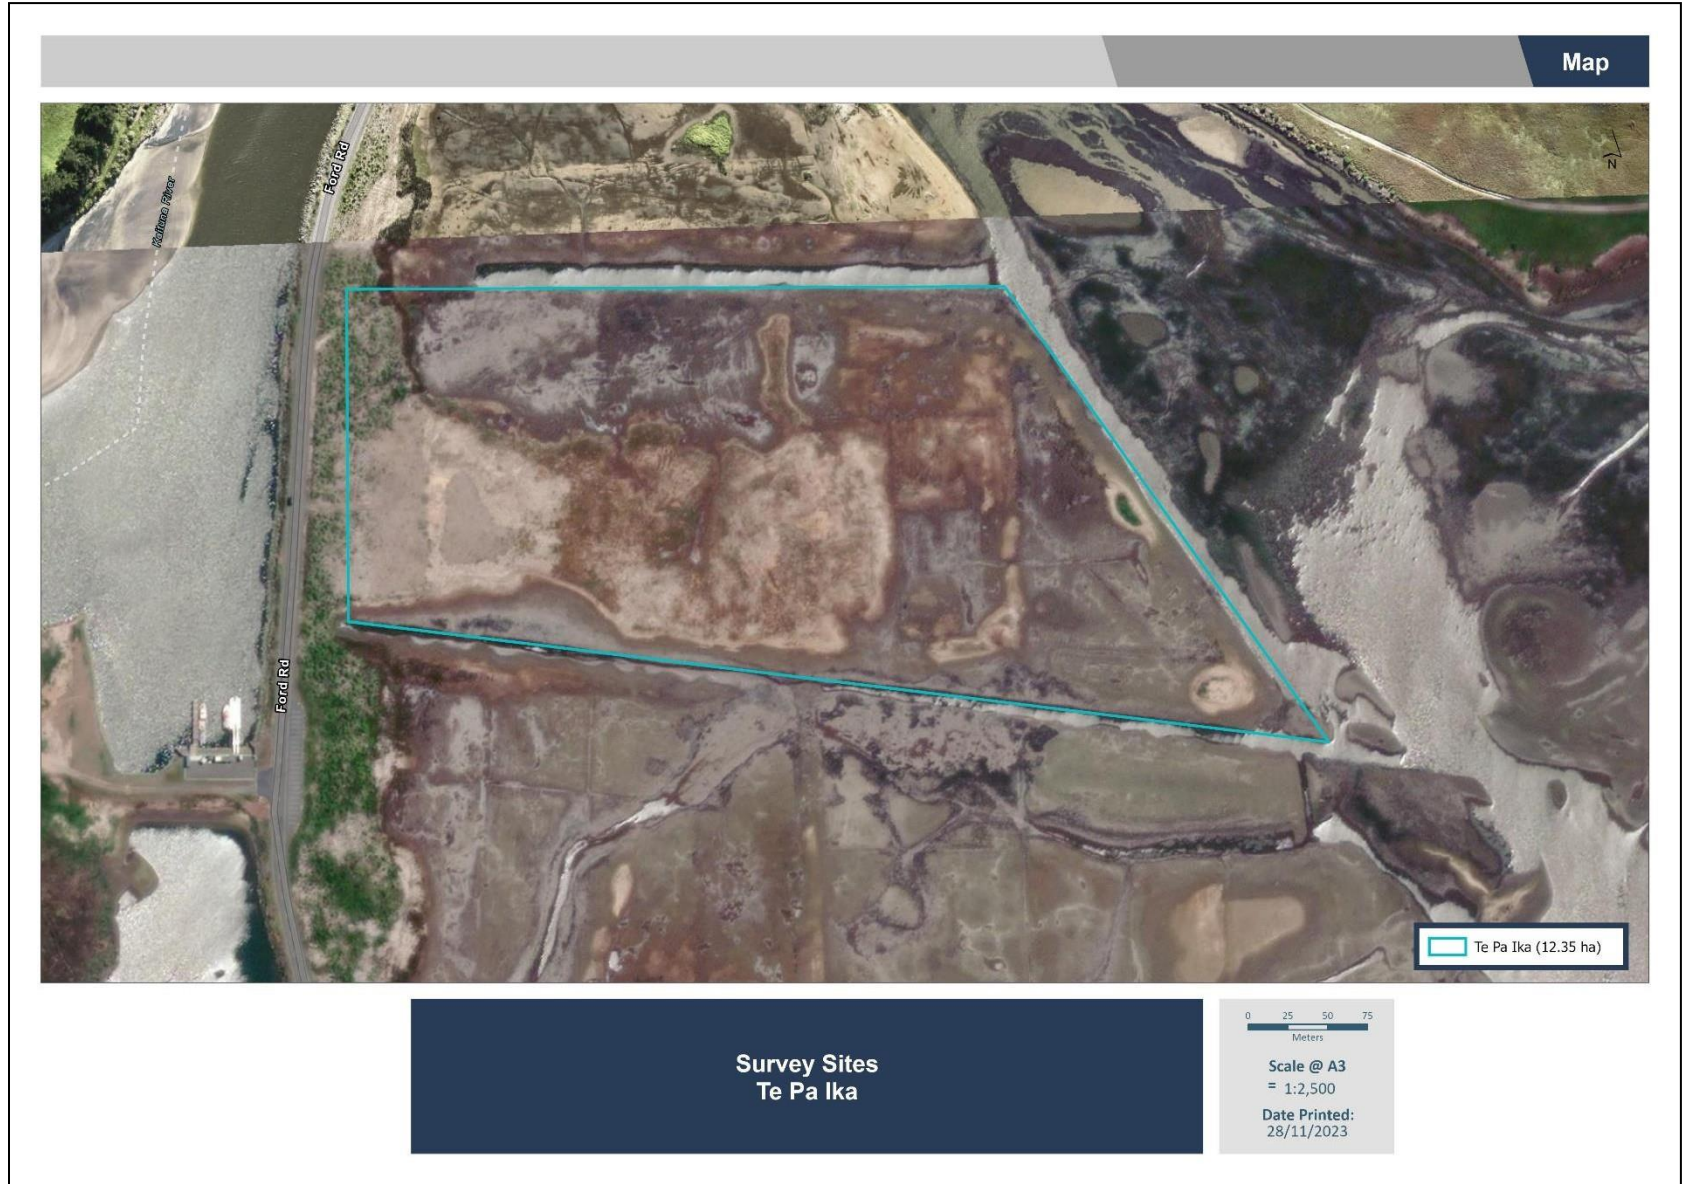 Map
Kaituna River
Ford Rd
N
Ford Rd
Te Pa Ika (12.35 ha)
Survey Sites
Te Pa Ika
0 25 50 75
Meters
Scale @ A3
= 1:2,500
Date Printed:
28/11/2023